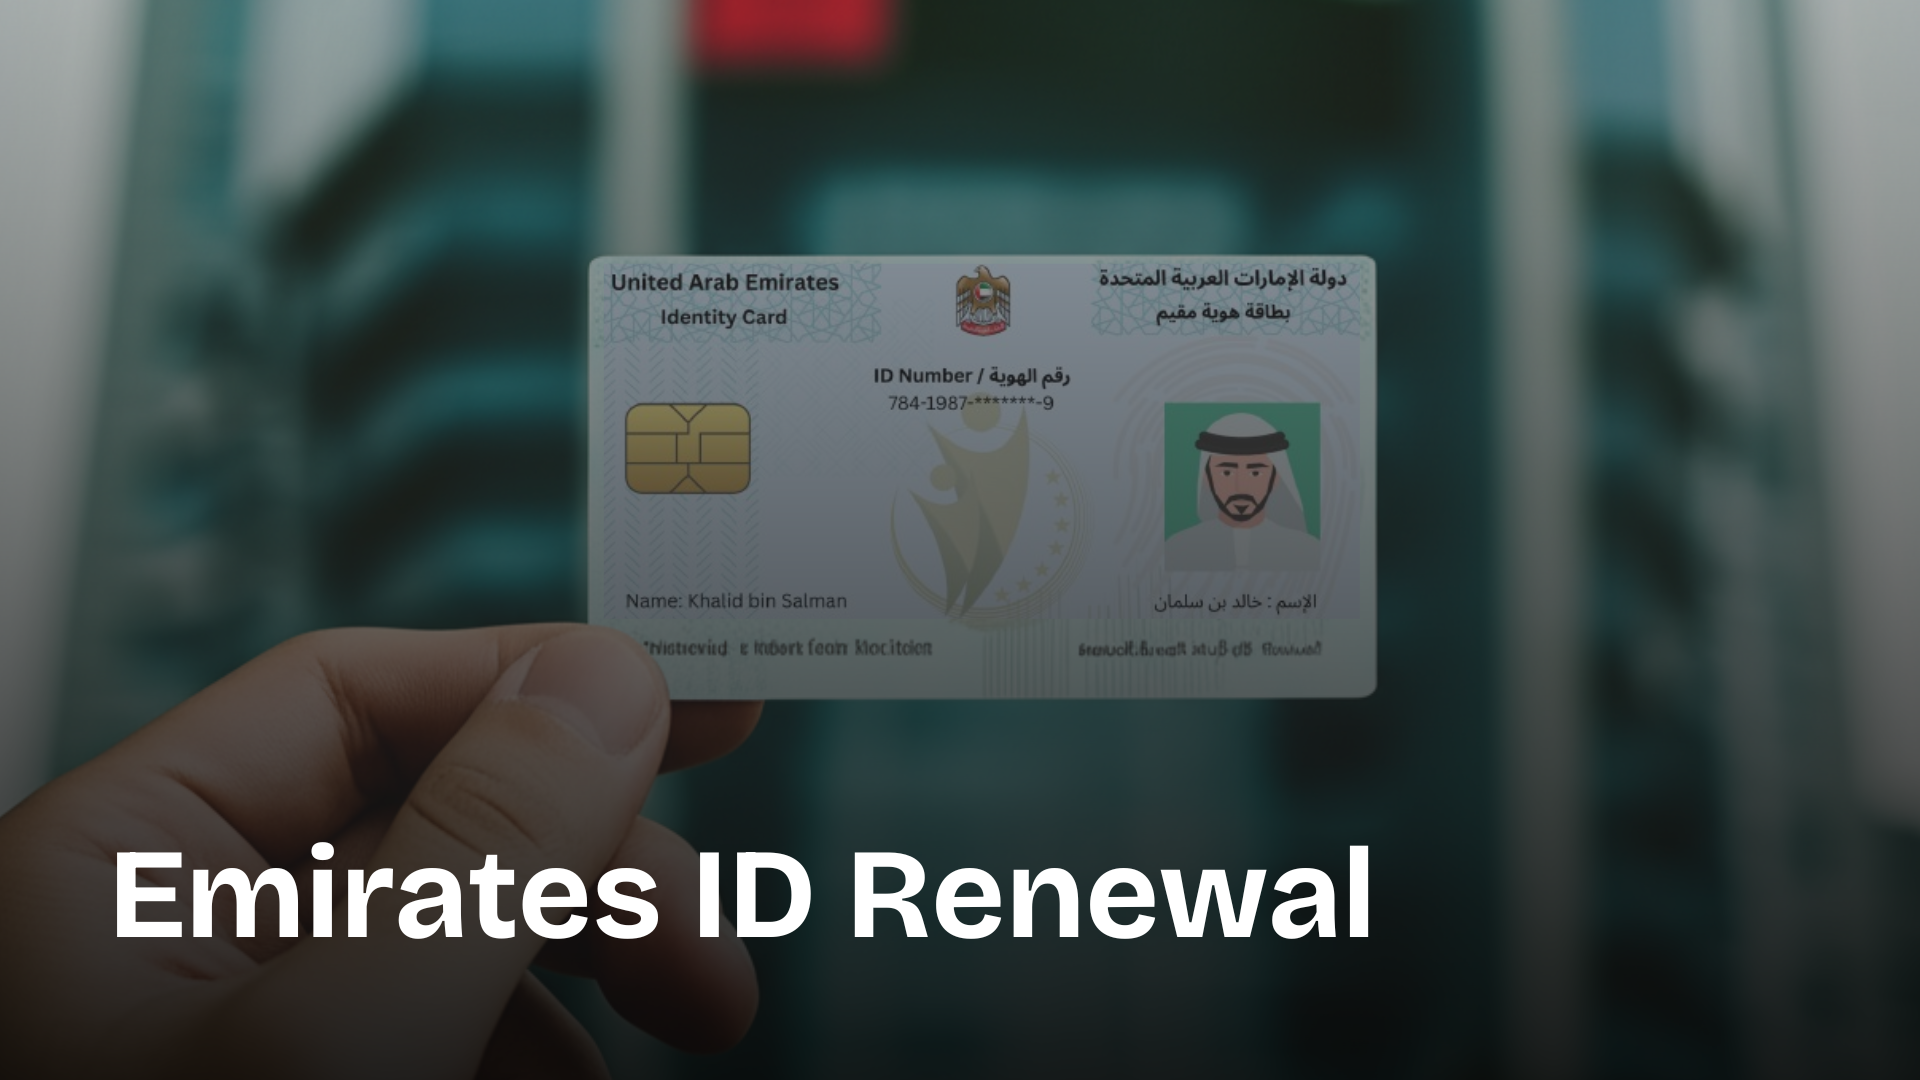 United Arab Emirates
Identity Card
دولة الإمارات العربية المتحدة
بطاقة هوية مقيم
ID Number / رقم الهوية
784-1987-*******-9
Name: Khalid bin Salman
الإسم : خالد بن سلمان
Emirates ID Renewal